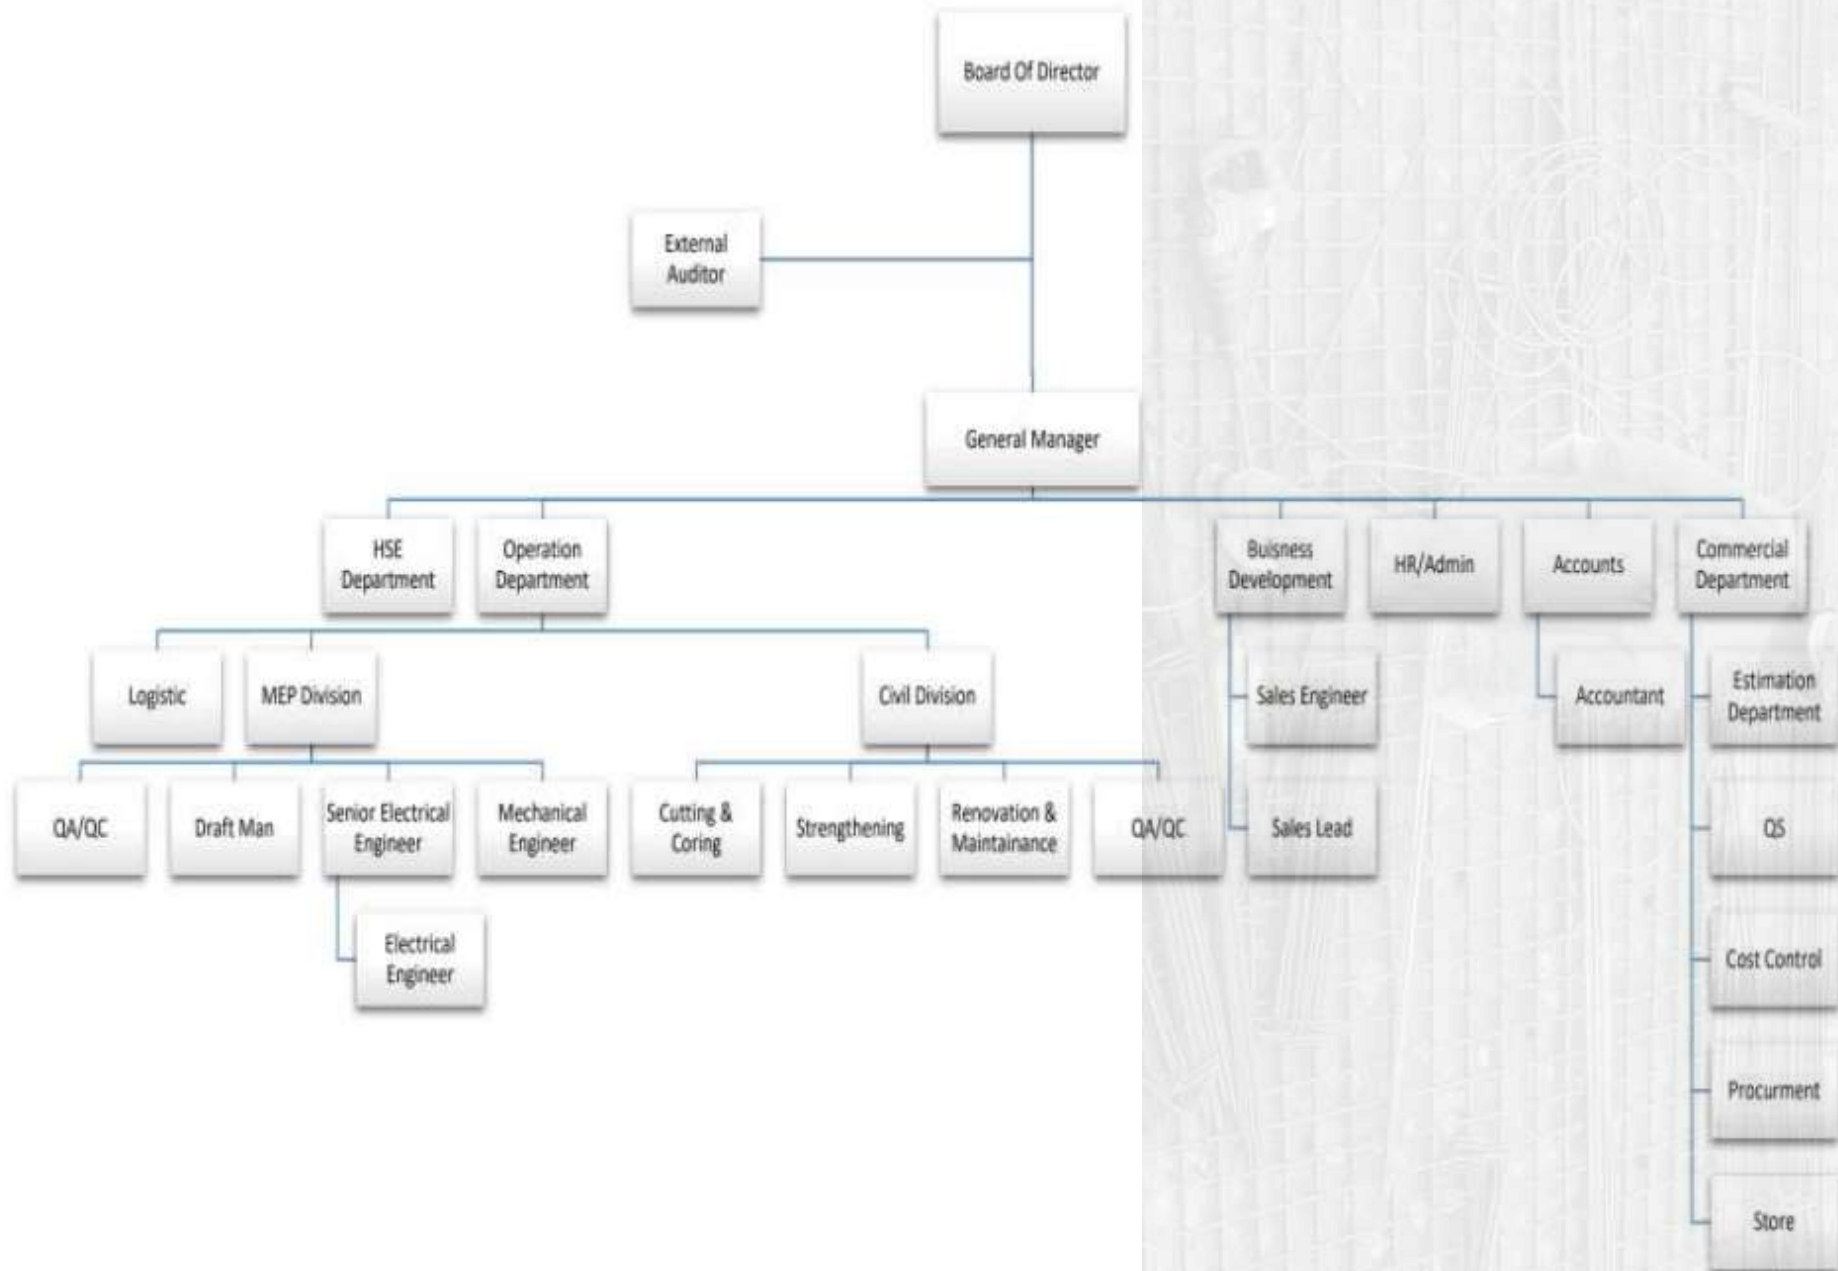 Board Of Director
External
Auditor
General Manager
HSE
Department
Operation
Department
Buisness
Development
HR/Admin
Accounts
Commercial
Department
Logistic
MEP Division
Civil Division
Sales Engineer
Accountant
Estimation
Department
QA/QC
Draft Man
Senior Electrical
Engineer
Mechanical
Engineer
Cutting &
Coring
Strengthening
Renovation &
Maintainance
QA/QC
Sales Lead
QS
Electrical
Engineer
Cost Control
Procurment
Store